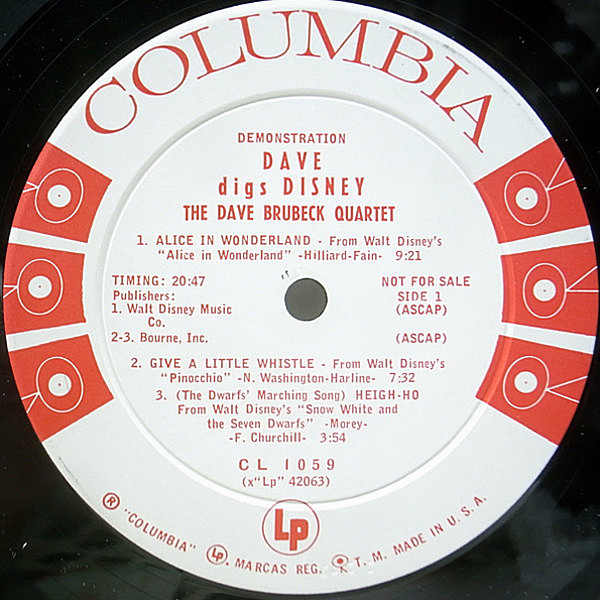 COLUMBIA
DEMONSTRATION
DAVE
digs DISNEY
THE DAVE BRUBECK QUARTET
1. ALICE IN WONDERLAND - From Walt Disney's
"Alice in Wonderland" -Hilliard-Fain- 9:21
TIMING: 20:47 NOT FOR SALE
Publishers: SIDE 1
1. Walt Disney Music (ASCAP)
Co.
2-3. Bourne, Inc. (ASCAP)
2. GIVE A LITTLE WHISTLE - From Walt Disney's
"Pinocchio" -N. Washington-Harline- 7:32
3. (The Dwarfs' Marching Song) HEIGH-HO
From Walt Disney's "Snow White and
the Seven Dwarfs" -Morey-
-F. Churchill- 3:54
CL 1059
(x"Lp" 42063)
Lp
® "COLUMBIA" Lp. MARCAS REG. T. M. MADE IN U. S. A.